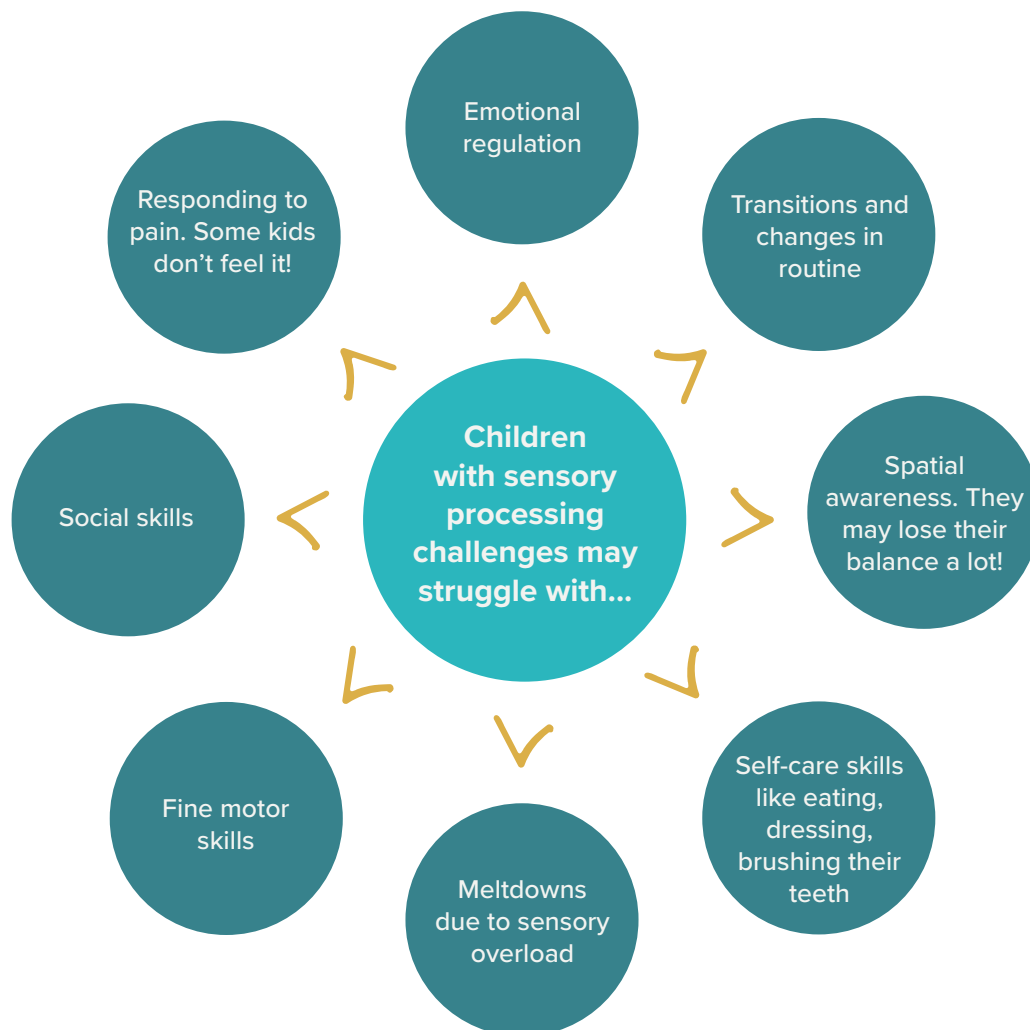 Children
with sensory
processing
challenges may
struggle with...
Emotional
regulation
Transitions and
changes in
routine
Spatial
awareness. They
may lose their
balance a lot!
Self-care skills
like eating,
dressing,
brushing their
teeth
Meltdowns
due to sensory
overload
Fine motor
skills
Social skills
Responding to
pain. Some kids
don’t feel it!